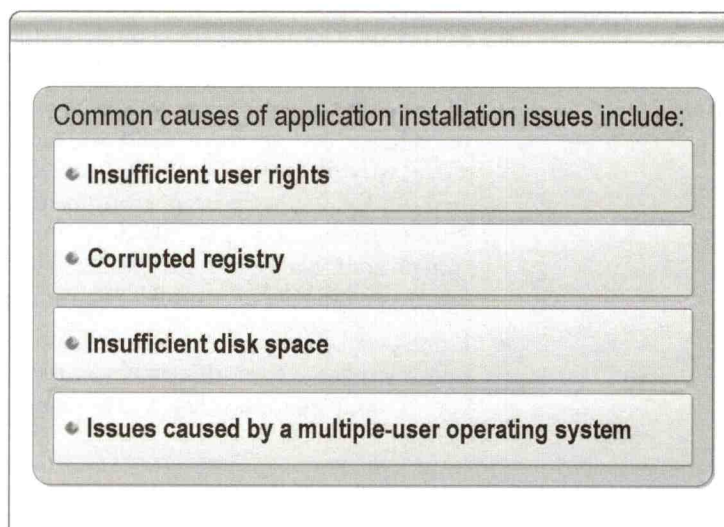 Common causes of application installation issues include:
Insufficient user rights
Corrupted registry
Insufficient disk space
Issues caused by a multiple-user operating system